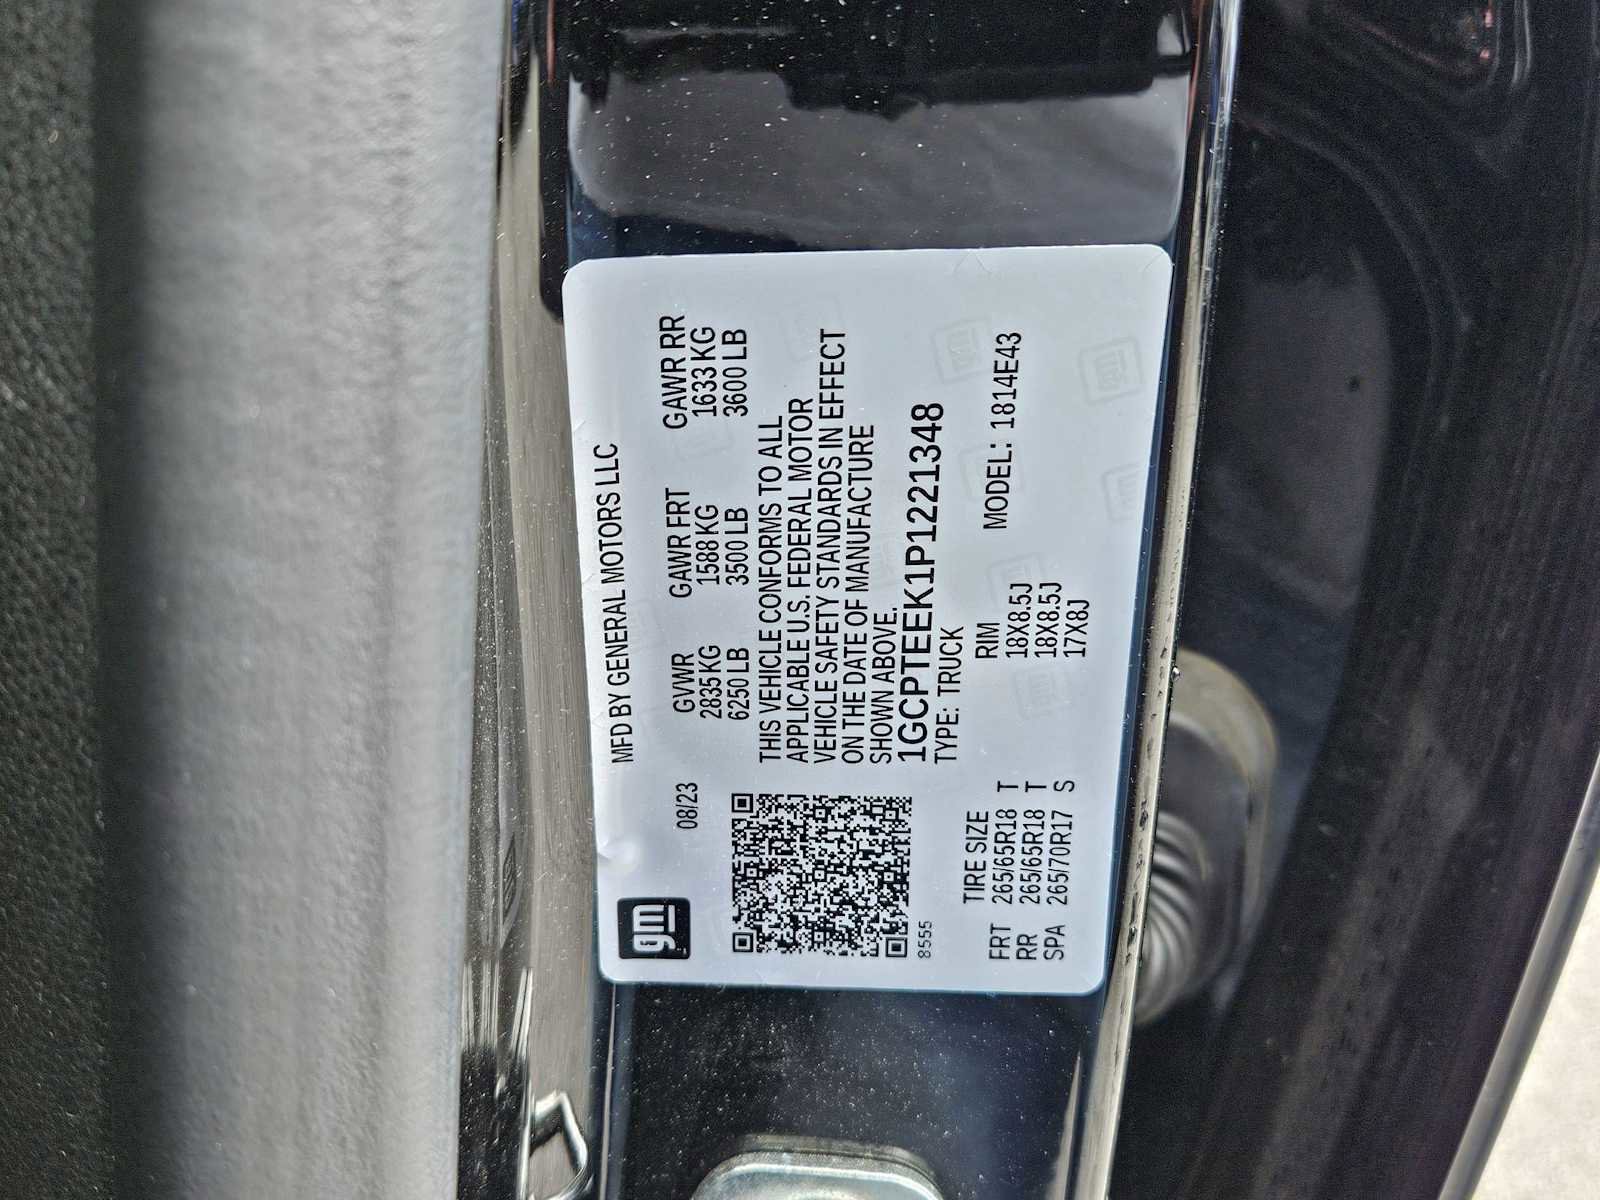 gm
MFD BY GENERAL MOTORS LLC
08/23
GVWR GAWR FRT GAWR RR
2835 KG 1588 KG 1633 KG
6250 LB 3500 LB 3600 LB
THIS VEHICLE CONFORMS TO ALL
APPLICABLE U.S. FEDERAL MOTOR
VEHICLE SAFETY STANDARDS IN EFFECT
ON THE DATE OF MANUFACTURE
SHOWN ABOVE.
1GCPTEEK1P1221348
8555
TYPE: TRUCK
MODEL: 1814E43
TIRE SIZE RIM
FRT 265/65R18 T 18X8.5J
RR 265/65R18 T 18X8.5J
SPA 265/70R17 S 17X8J